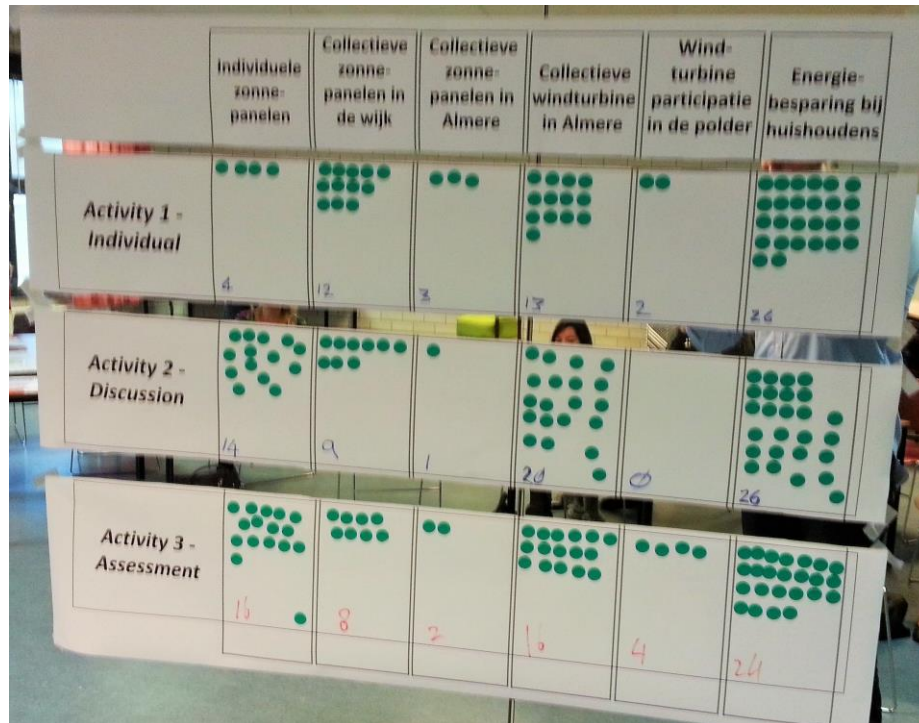 Individuele
zonne-
panelen
Collectieve
zonne-
panelen in
de wijk
Collectieve
zonne-
panelen in
Almere
Collectieve
windturbine
in Almere
Wind-
turbine
participatie
in de polder
Energie-
besparing bij
huishoudens
Activity 1 -
Individual
4
12
3
13
2
26
Activity 2 -
Discussion
14
9
1
20
0
26
Activity 3 -
Assessment
16
8
2
16
4
24